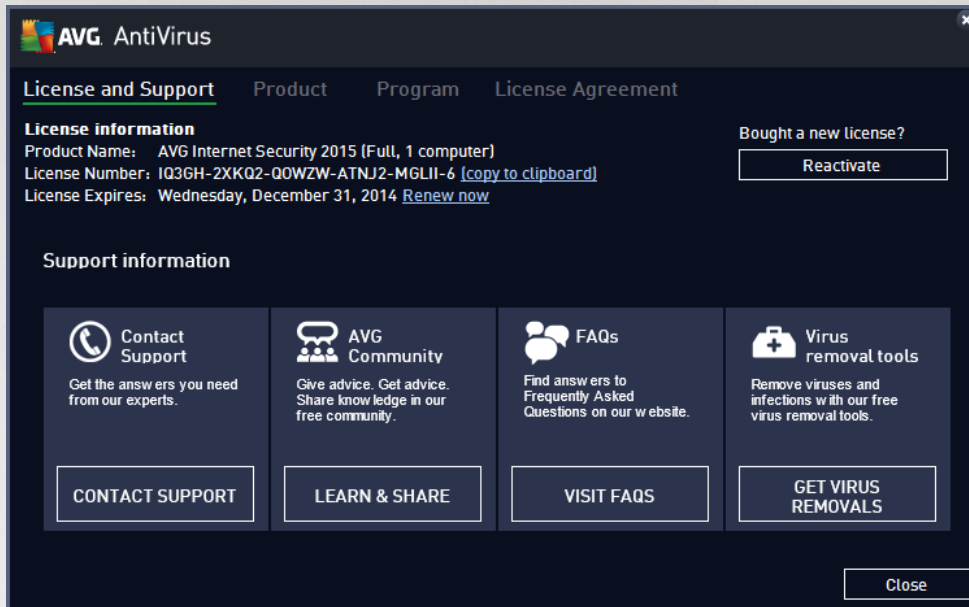 AVG. AntiVirus
License and Support Product Program License Agreement
License information
Product Name: AVG Internet Security 2015 (Full, 1 computer)
License Number: IQ3GH-2XKQ2-QOWZW-ATNJ2-MGLII-6 (copy to clipboard)
License Expires: Wednesday, December 31, 2014 Renew now
Bought a new license?
Reactivate
Support information
Contact
Support
Get the answers you need
from our experts.
CONTACT SUPPORT
AVG
Community
Give advice. Get advice.
Share knowledge in our
free community.
LEARN & SHARE
FAQs
Find answers to
Frequently Asked
Questions on our website.
VISIT FAQS
Virus
removal tools
Remove viruses and
infections with our free
virus removal tools.
GET VIRUS
REMOVALS
Close